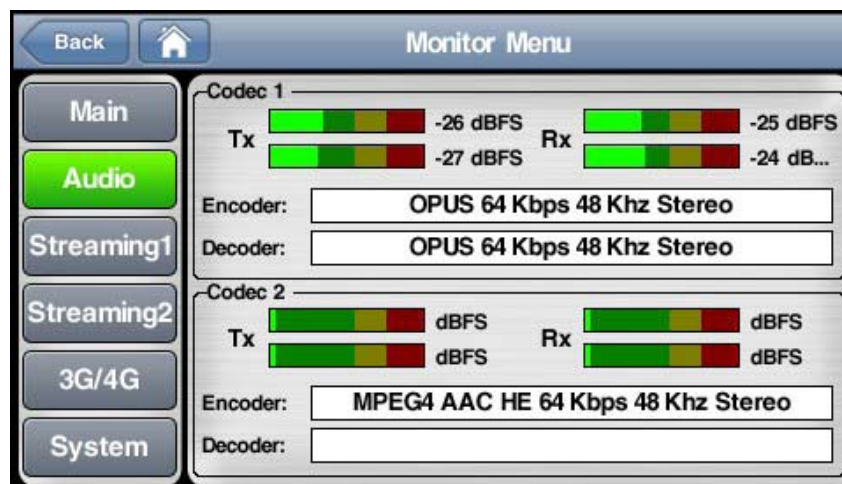 Back
Monitor Menu
Main
Audio
Streaming1
Streaming2
3G/4G
System
Codec 1
Tx
-26 dBFS
-27 dBFS
Rx
-25 dBFS
-24 dB...
Encoder:
OPUS 64 Kbps 48 Khz Stereo
Decoder:
OPUS 64 Kbps 48 Khz Stereo
Codec 2
Tx
dBFS
dBFS
Rx
dBFS
dBFS
Encoder:
MPEG4 AAC HE 64 Kbps 48 Khz Stereo
Decoder: